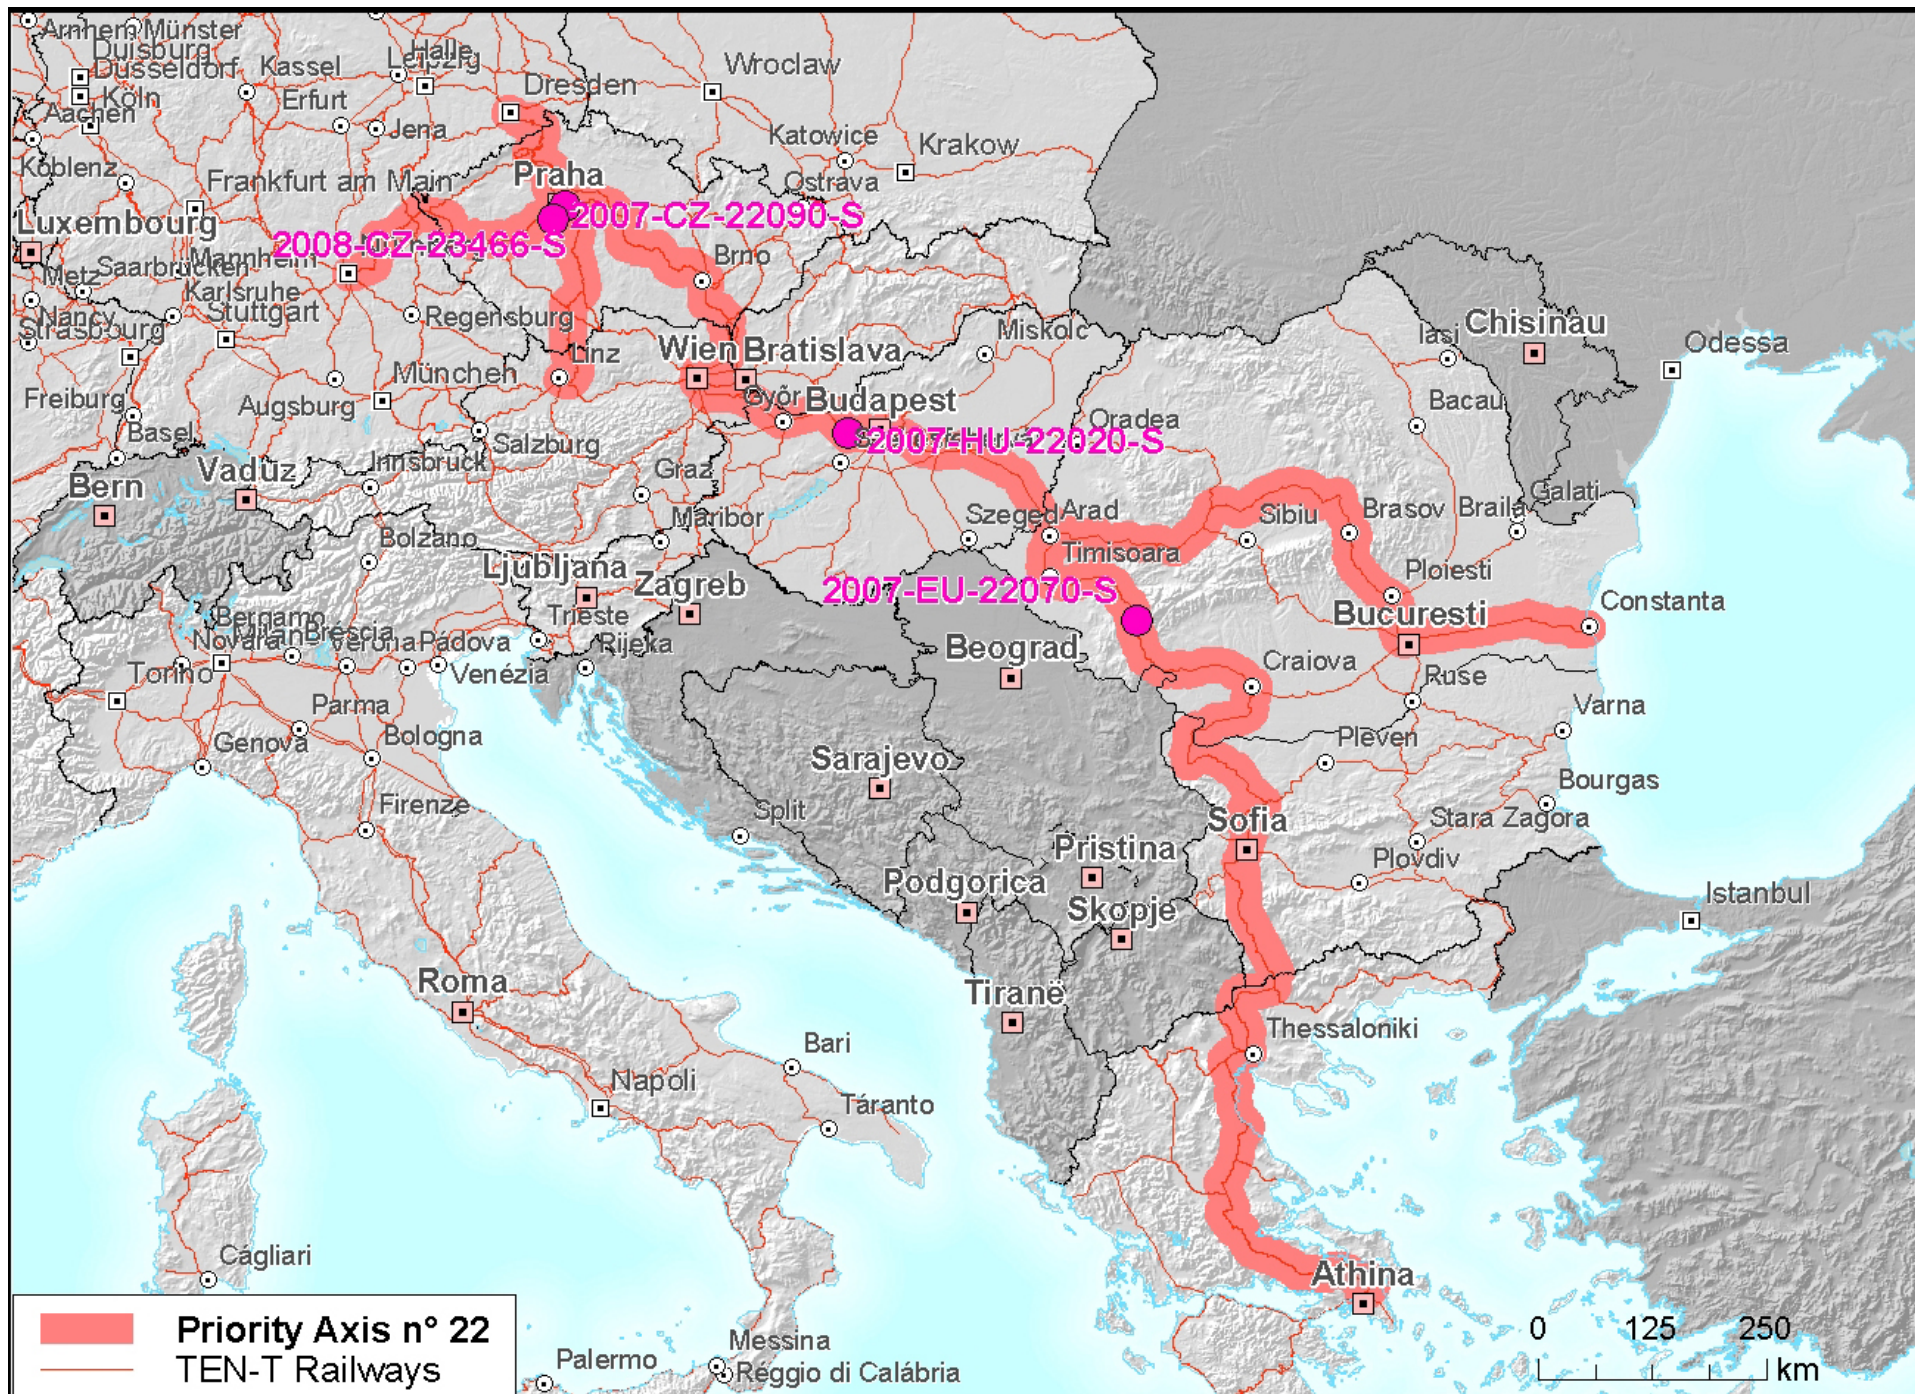 Arnhem
Münster
Duisburg
Düsseldorf
Köln
Aachen
Kassel
Halle
Leipzig
Dresden
Wroclaw
Erfurt
Jena
Katowice
Krakow
Koblenz
Frankfurt am Main
Praha
Ostrava
Luxembourg
2007-CZ-22090-S
2008-CZ-23466-S
Mannheim
Saarbrücken
Metz
Brno
Karlsruhe
Nancy
Stuttgart
Regensburg
Strasbourg
Miskolc
Iasi
Chisinau
Odessa
Wien
Bratislava
Linz
München
Freiburg
Augsburg
Győr
Budapest
Bacau
Oradea
Basel
Salzburg
2007-HU-22020-S
Innsbruck
Vaduz
Bern
Graz
Galati
Braila
Maribor
Szeged
Arad
Sibiu
Brasov
Bolzano
Timisoara
Ljubljana
Zagreb
2007-EU-22070-S
Ploiesti
Constanta
Bucuresti
Bergamo
Trieste
Novara
Milan
Brescia
Verona
Pádova
Rijeka
Beograd
Torino
Venézia
Craiova
Ruse
Parma
Varna
Genova
Bologna
Pleven
Sarajevo
Bourgas
Firenze
Split
Sofia
Stara Zagora
Pristina
Plovdiv
Podgorica
Skopje
Istanbul
Roma
Tiranë
Thessaloniki
Bari
Napoli
Táranto
Cágliari
Athina
Messina
Palermo
Réggio di Calábria
Priority Axis n° 22
TEN-T Railways
0 125 250
km